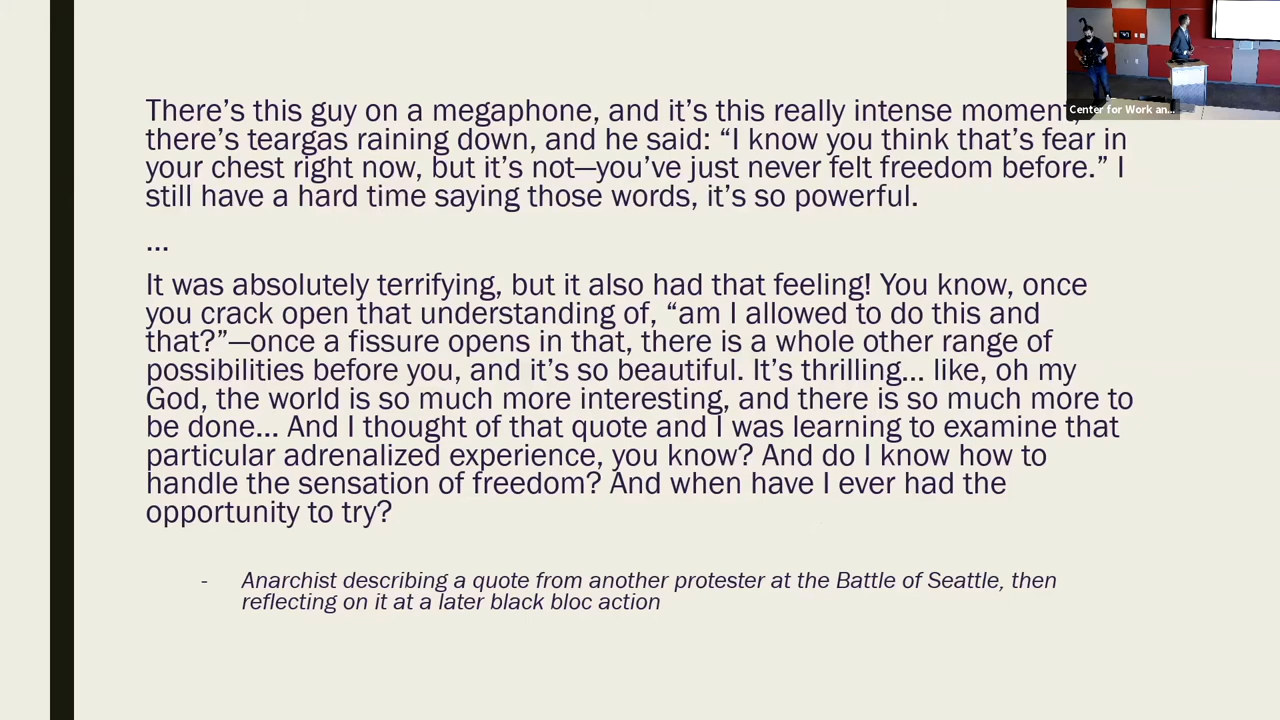 There's this guy on a megaphone, and it's this really intense moment,
there's teargas raining down, and he said: “I know you think that's fear in
your chest right now, but it's not—you've just never felt freedom before.” I
still have a hard time saying those words, it's so powerful.
...
It was absolutely terrifying, but it also had that feeling! You know, once
you crack open that understanding of, “am I allowed to do this and
that?”—once a fissure opens in that, there is a whole other range of
possibilities before you, and it's so beautiful. It's thrilling... like, oh my
God, the world is so much more interesting, and there is so much more to
be done... And I thought of that quote and I was learning to examine that
particular adrenalized experience, you know? And do I know how to
handle the sensation of freedom? And when have I ever had the
opportunity to try?
- Anarchist describing a quote from another protester at the Battle of Seattle, then
reflecting on it at a later black bloc action
Center for Work an...